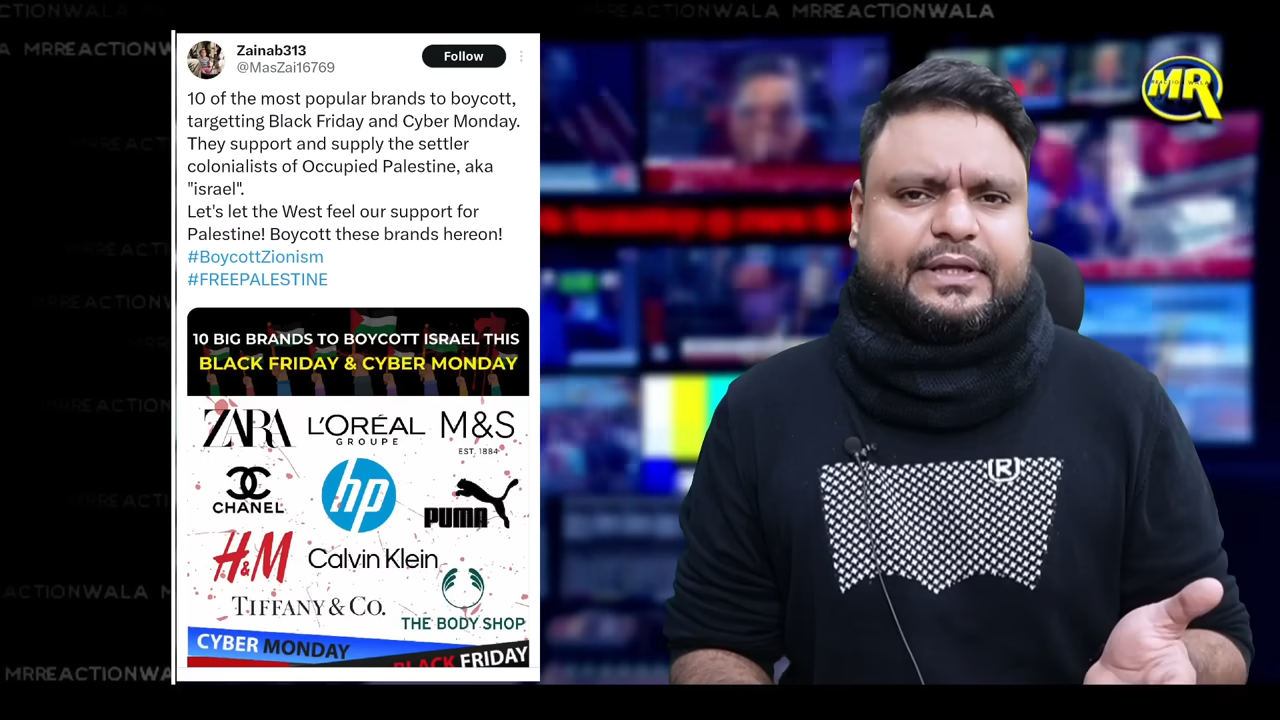 MRREACTIONWALA
Zainab313
@MasZai16769
Follow
10 of the most popular brands to boycott,
targetting Black Friday and Cyber Monday.
They support and supply the settler
colonialists of Occupied Palestine, aka
"israel".
Let's let the West feel our support for
Palestine! Boycott these brands hereon!
#BoycottZionism
#FREEPALESTINE
10 BIG BRANDS TO BOYCOTT ISRAEL THIS
BLACK FRIDAY & CYBER MONDAY
ZARA
L'ORÉAL
GROUPE
M&S
EST. 1884
CHANEL
hp
PUMA
H&M
Calvin Klein
TIFFANY & CO.
THE BODY SHOP
CYBER MONDAY
BLACK FRIDAY
MR
REACTION WALA
R
MRREACTIONWA
MRREACTIONWA